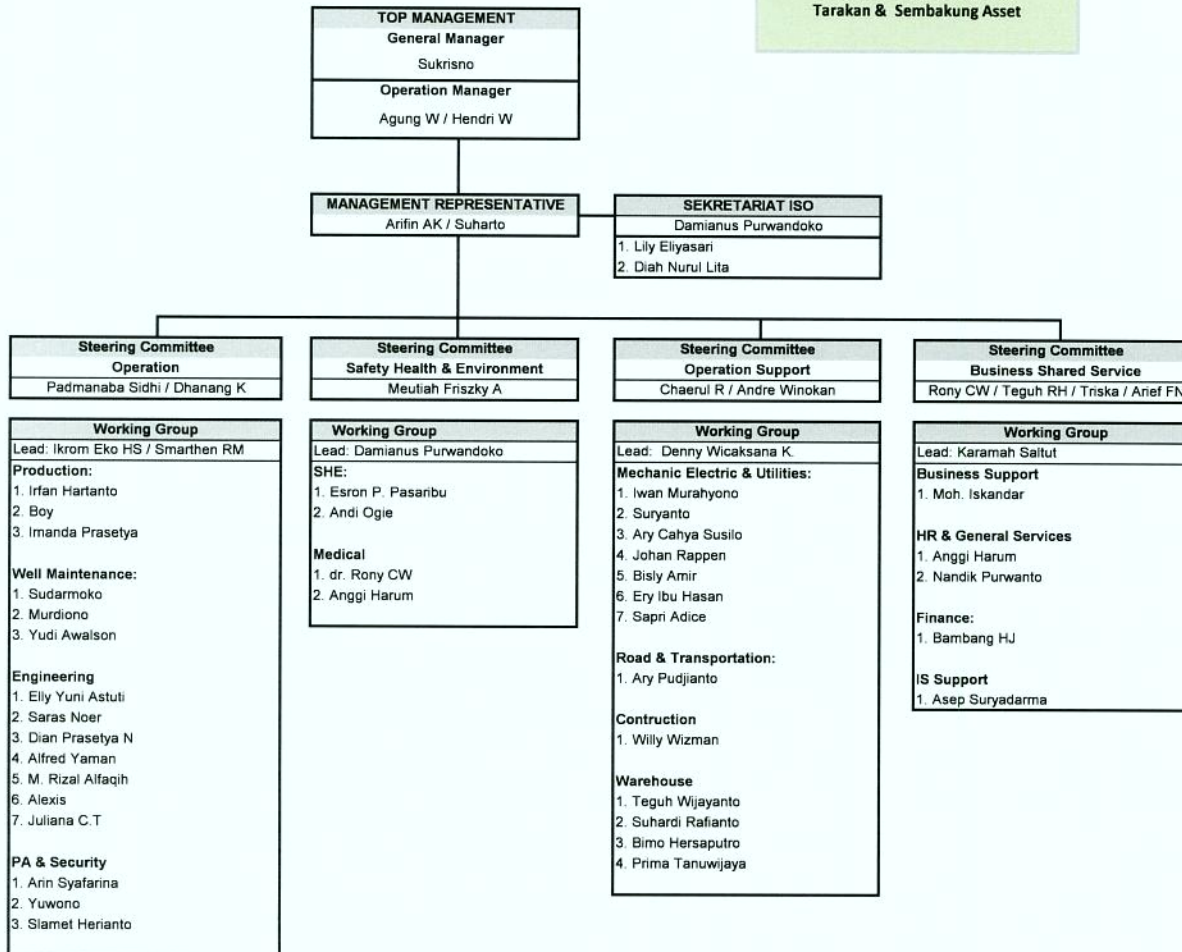 Tarakan & Sembakung Asset
TOP MANAGEMENT
General Manager
Sukrisno
Operation Manager
Agung W / Hendri W
MANAGEMENT REPRESENTATIVE
Arifin AK / Suharto
SEKRETARIAT ISO
Damianus Purwandoko
1. Lily Eliyasari
2. Diah Nurul Lita
Steering Committee
Operation
Padmanaba Sidhi / Dhanang K
Working Group
Lead: Ikrom Eko HS / Smarthen RM
Production:
1. Irfan Hartanto
2. Boy
3. Imanda Prasetya
Well Maintenance:
1. Sudarmoko
2. Murdiono
3. Yudi Awalson
Engineering
1. Elly Yuni Astuti
2. Saras Noer
3. Dian Prasetya N
4. Alfred Yaman
5. M. Rizal Alfaqih
6. Alexis
7. Juliana C.T
PA & Security
1. Arin Syafarina
2. Yuwono
3. Slamet Herianto
Steering Committee
Safety Health & Environment
Meutiah Friszky A
Working Group
Lead: Damianus Purwandoko
SHE:
1. Esron P. Pasaribu
2. Andi Ogie
Medical
1. dr. Rony CW
2. Anggi Harum
Steering Committee
Operation Support
Chaerul R / Andre Winokan
Working Group
Lead: Denny Wicaksana K.
Mechanic Electric & Utilities:
1. Iwan Murahyono
2. Suryanto
3. Ary Cahya Susilo
4. Johan Rappen
5. Bisly Amir
6. Ery Ibu Hasan
7. Sapri Adice
Road & Transportation:
1. Ary Pudjianto
Contruction
1. Willy Wizman
Warehouse
1. Teguh Wijayanto
2. Suhardi Rafianto
3. Bimo Hersaputro
4. Prima Tanuwijaya
Steering Committee
Business Shared Service
Rony CW / Teguh RH / Triska / Arief FN
Working Group
Lead: Karamah Saltut
Business Support
1. Moh. Iskandar
HR & General Services
1. Anggi Harum
2. Nandik Purwanto
Finance:
1. Bambang HJ
IS Support
1. Asep Suryadarma